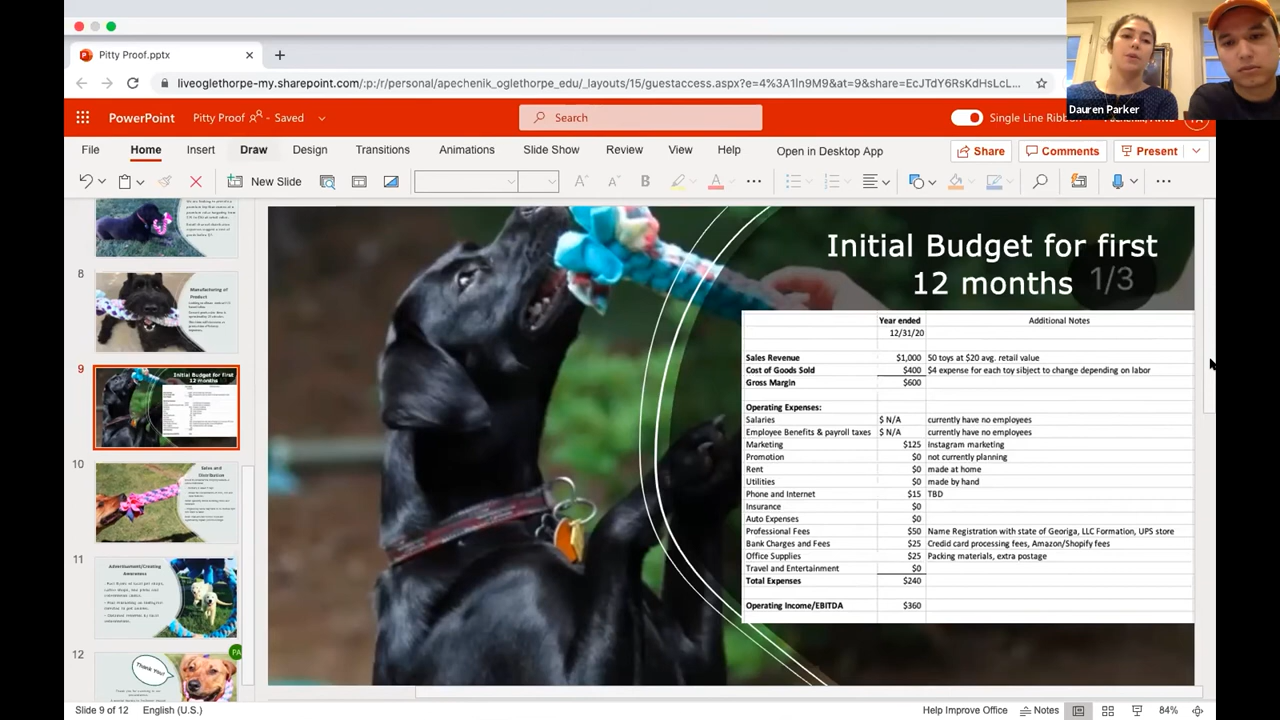 Pitty Proof.pptx
liveoglethorpe-my.sharepoint.com/:p:/r/personal/apechenik_oglethorpe_edu/_layouts/15/guestaccess.aspx?e=4%3A1ln9M9&at=9&share=EcJTdY6RsKdHsLcL...
Dauren Parker
PowerPoint Pitty Proof - Saved Search Single Line Ribbon
File Home Insert Draw Design Transitions Animations Slide Show Review View Help Open in Desktop App Share Comments Present
New Slide
8
Manufacturing of
Product
9
Initial Budget for first
12 months
10
Sales and
Distribution
11
Advertisement/Creating
Awareness
12
PA
Thank You!
Initial Budget for first
12 months 1/3
Year ended Additional Notes
12/31/20
Sales Revenue $1,000 50 toys at $20 avg. retail value
Cost of Goods Sold $400 $4 expense for each toy sibject to change depending on labor
Gross Margin $600
Operating Expenses:
Salaries $ N/A currently have no employees
Employee Benefits & payroll taxes $ N/A currently have no employees
Marketing $125 Instagram marketing
Promotion $0 not currently planning
Rent $0 made at home
Utilities $0 made by hand
Phone and Internet $15 TBD
Insurance $0
Auto Expenses $0
Professional Fees $50 Name Registration with state of Georiga, LLC Formation, UPS store
Bank Charges and Fees $25 Credid card processing fees, Amazon/Shopify fees
Office Supplies $25 Packing materials, extra postage
Travel and Entertainment $0
Total Expenses $240
Operating Income/EBITDA $360
Slide 9 of 12 English (U.S.) Help Improve Office Notes 84%